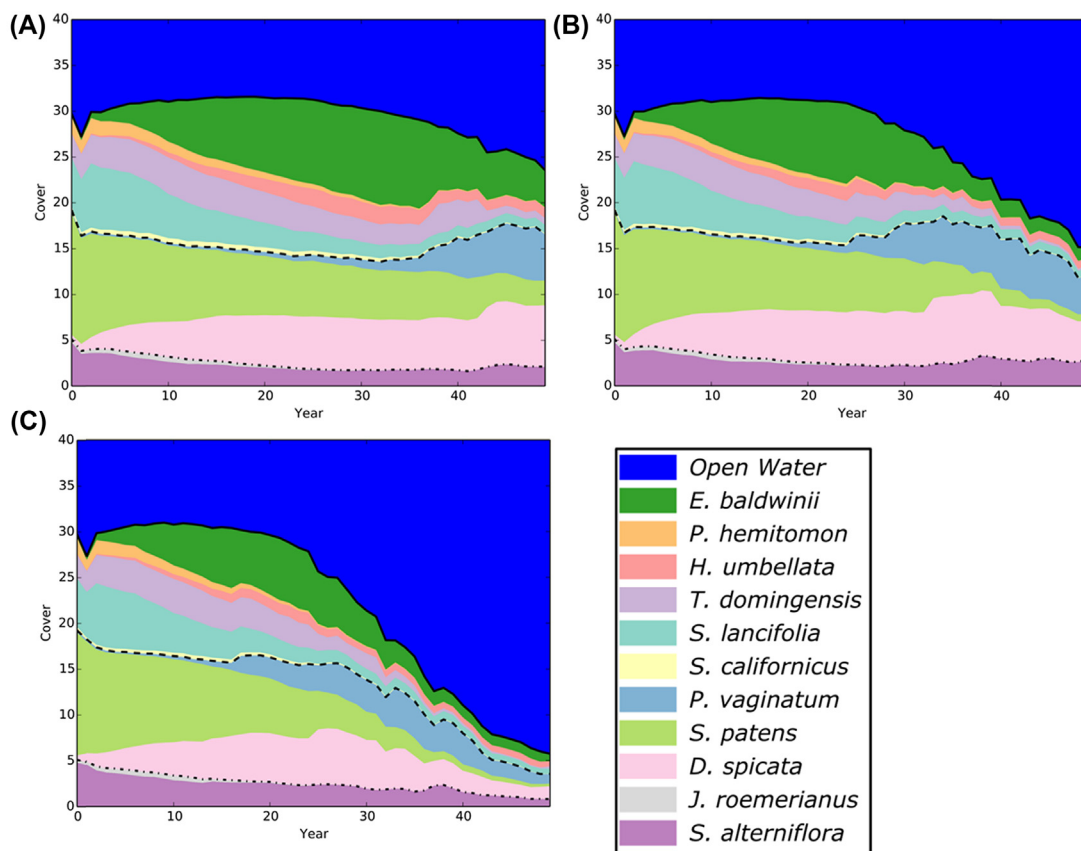 (A)
40
35
30
25
20
15
10
5
0
Cover
0 10 20 30 40
Year
(B)
40
35
30
25
20
15
10
5
0
Cover
0 10 20 30 40
Year
(C)
40
35
30
25
20
15
10
5
0
Cover
0 10 20 30 40
Year
Open Water
E. baldwinii
P. hemitomon
H. umbellata
T. domingensis
S. lancifolia
S. californicus
P. vaginatum
S. patens
D. spicata
J. roemerianus
S. alterniflora